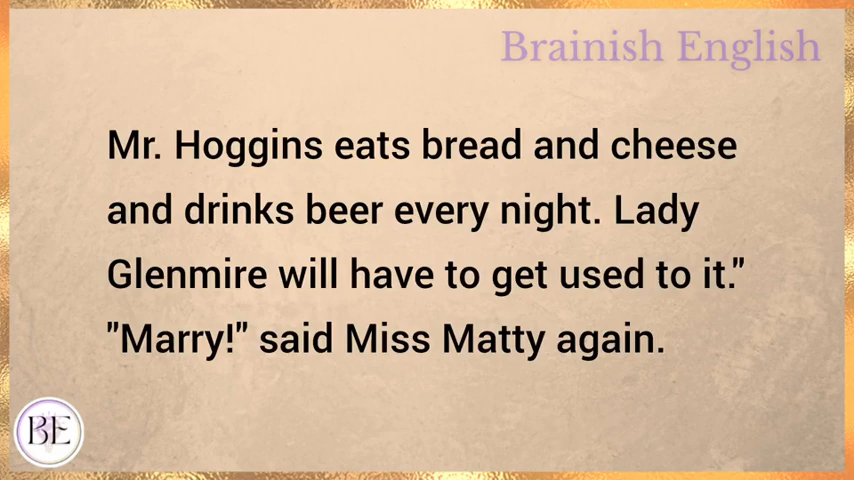 Brainish English
Mr. Hoggins eats bread and cheese
and drinks beer every night. Lady
Glenmire will have to get used to it."
"Marry!" said Miss Matty again.
BE